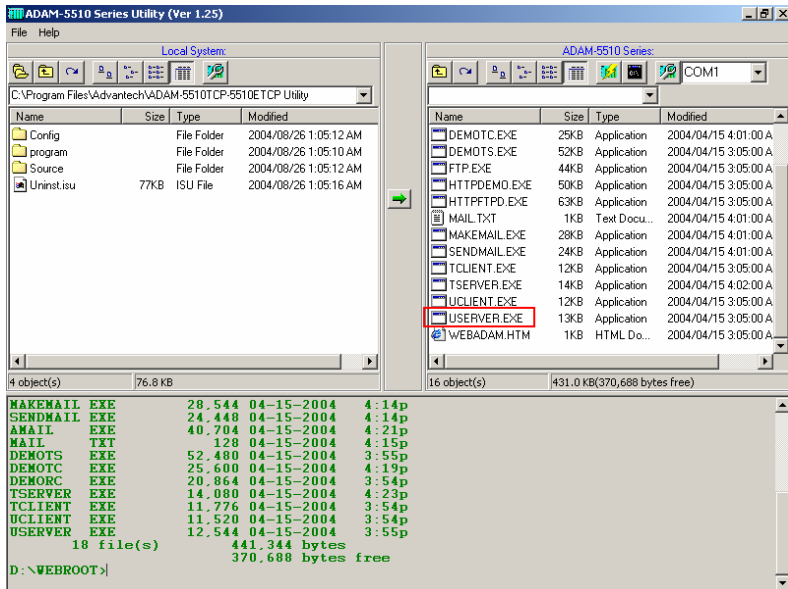 ADAM-5510 Series Utility (Ver 1.25)
File Help
Local System:
C:\Program Files\Advantech\ADAM-5510TCP-5510ETCP Utility
Name Size Type Modified
Config File Folder 2004/08/26 1:05:12 AM
program File Folder 2004/08/26 1:05:10 AM
Source File Folder 2004/08/26 1:05:12 AM
Uninst.isu 77KB ISU File 2004/08/26 1:05:16 AM
4 object(s) 76.8 KB
ADAM-5510 Series:
COM1
Name Size Type Modified
DEMOTC.EXE 25KB Application 2004/04/15 4:01:00 A
DEMOTS.EXE 52KB Application 2004/04/15 3:05:00 A
FTP.EXE 44KB Application 2004/04/15 3:05:00 A
HTTPDEMO.EXE 50KB Application 2004/04/15 3:05:00 A
HTTPFTPD.EXE 63KB Application 2004/04/15 3:05:00 A
MAIL.TXT 1KB Text Docu... 2004/04/15 4:01:00 A
MAKEMAIL.EXE 28KB Application 2004/04/15 4:01:00 A
SENDMAIL.EXE 24KB Application 2004/04/15 4:01:00 A
TCLIENT.EXE 12KB Application 2004/04/15 3:05:00 A
TSERVER.EXE 14KB Application 2004/04/15 4:02:00 A
UCLIENT.EXE 12KB Application 2004/04/15 3:05:00 A
USERVER.EXE 13KB Application 2004/04/15 3:05:00 A
WEBADAM.HTM 1KB HTML Do... 2004/04/15 3:05:00 A
16 object(s) 431.0 KB(370,688 bytes free)
MAKEMAIL EXE 28,544 04-15-2004 4:14p
SENDMAIL EXE 24,448 04-15-2004 4:14p
AMAIL EXE 40,704 04-15-2004 4:21p
MAIL TXT 128 04-15-2004 4:15p
DEMOTS EXE 52,480 04-15-2004 3:55p
DEMOTC EXE 25,600 04-15-2004 4:19p
DEMORC EXE 20,864 04-15-2004 3:54p
TSERVER EXE 14,080 04-15-2004 4:23p
TCLIENT EXE 11,776 04-15-2004 3:54p
UCLIENT EXE 11,520 04-15-2004 3:54p
USERVER EXE 12,544 04-15-2004 3:55p
18 file(s) 441,344 bytes
370,688 bytes free
D:\WEBROOT>